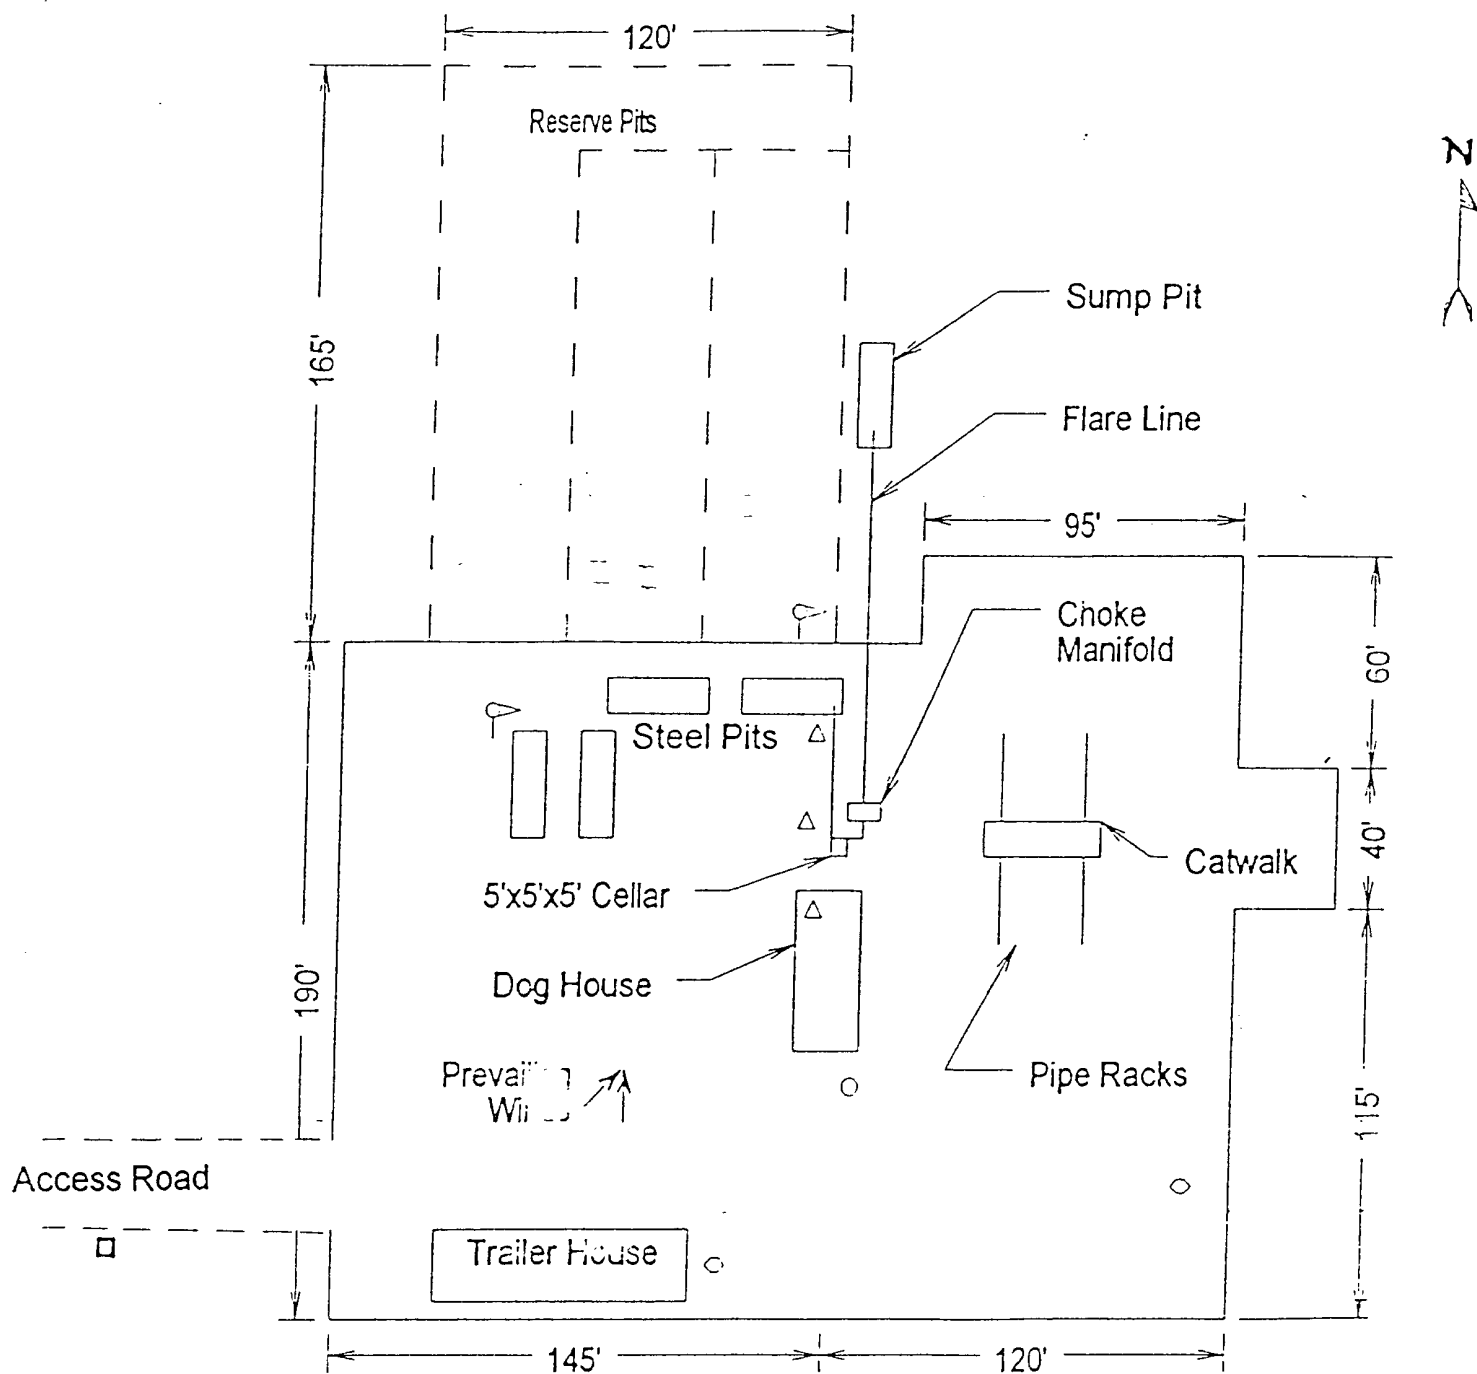 120'
Reserve Pits
N
Sump Pit
165'
Flare Line
95'
Choke
Manifold
60'
Steel Pits
40'
Catwalk
5'x5'x5' Cellar
190'
Dog House
Pipe Racks
115'
Access Road
Trailer House
145'
120'